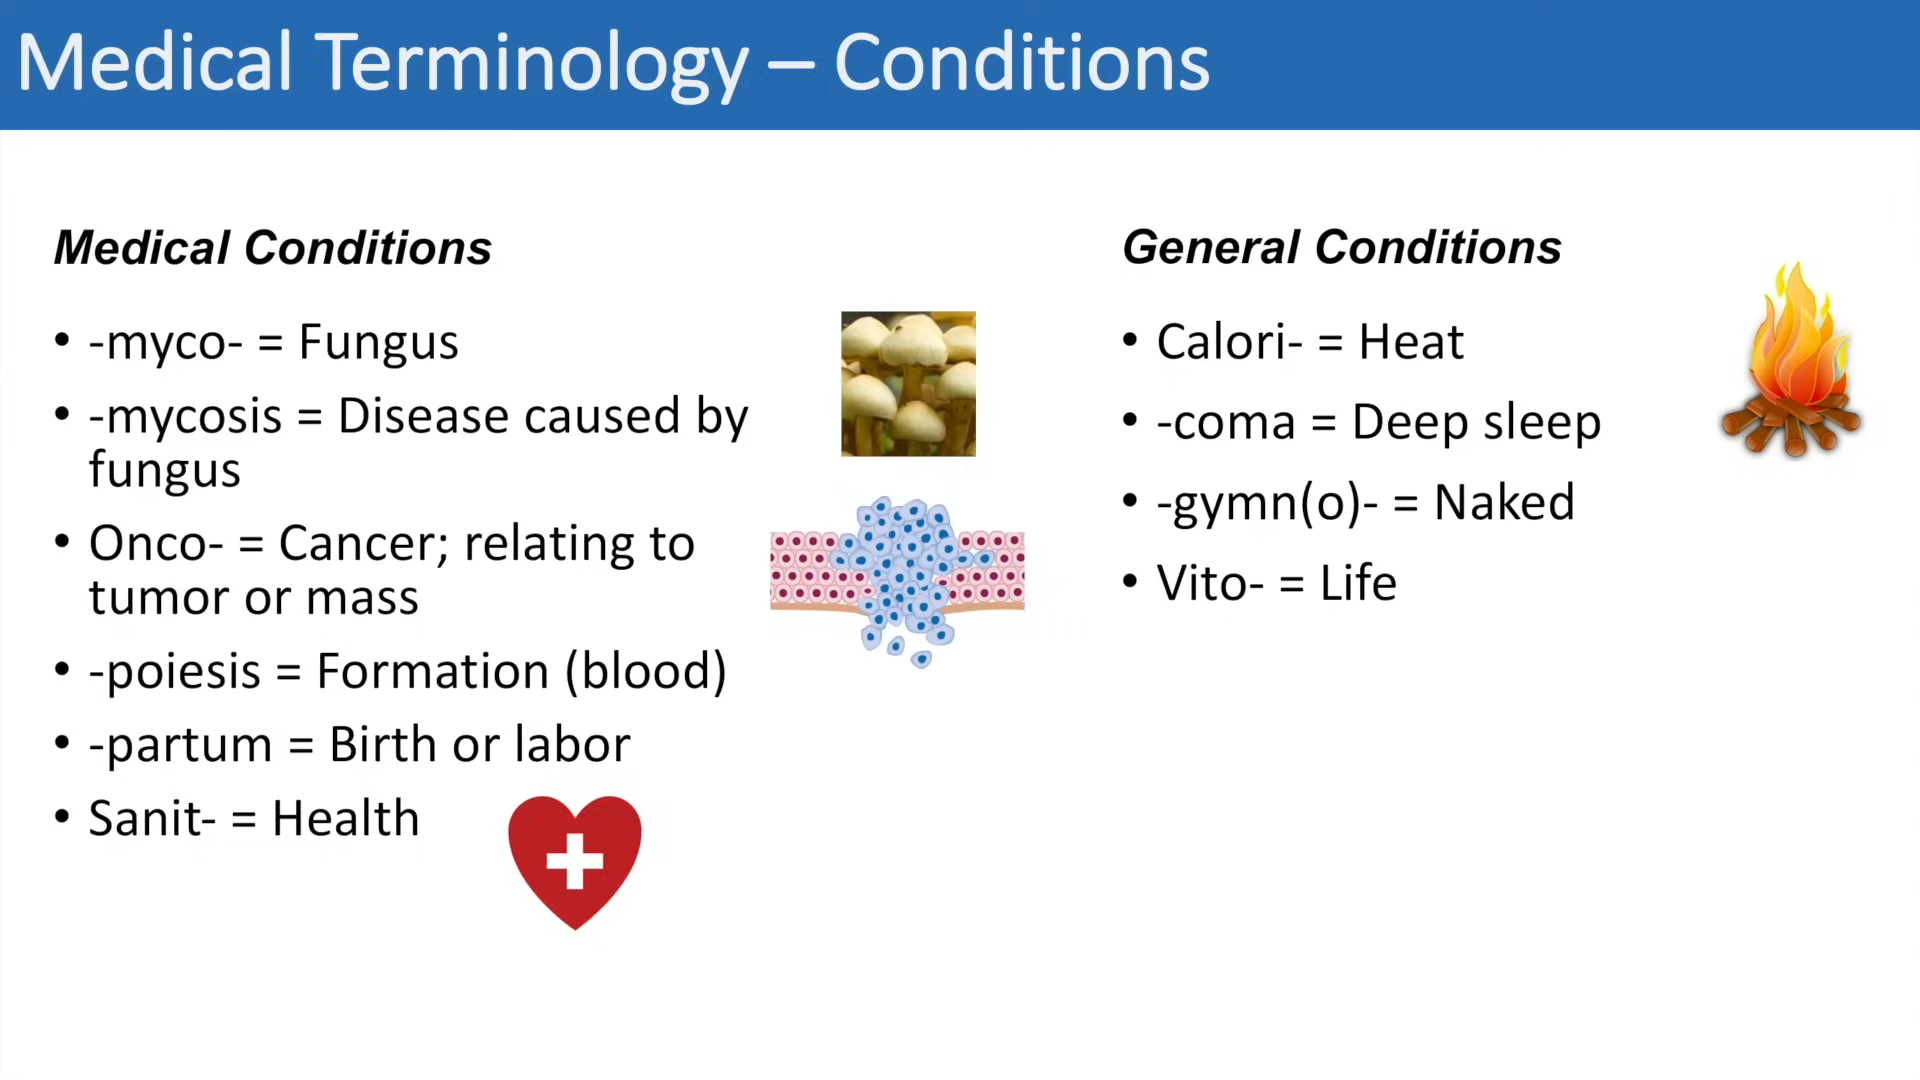 Medical Terminology – Conditions
Medical Conditions
• -myco- = Fungus
• -mycosis = Disease caused by
fungus
• Onco- = Cancer; relating to
tumor or mass
• -poiesis = Formation (blood)
• -partum = Birth or labor
• Sanit- = Health
General Conditions
• Calori- = Heat
• -coma = Deep sleep
• -gymn(o)- = Naked
• Vito- = Life